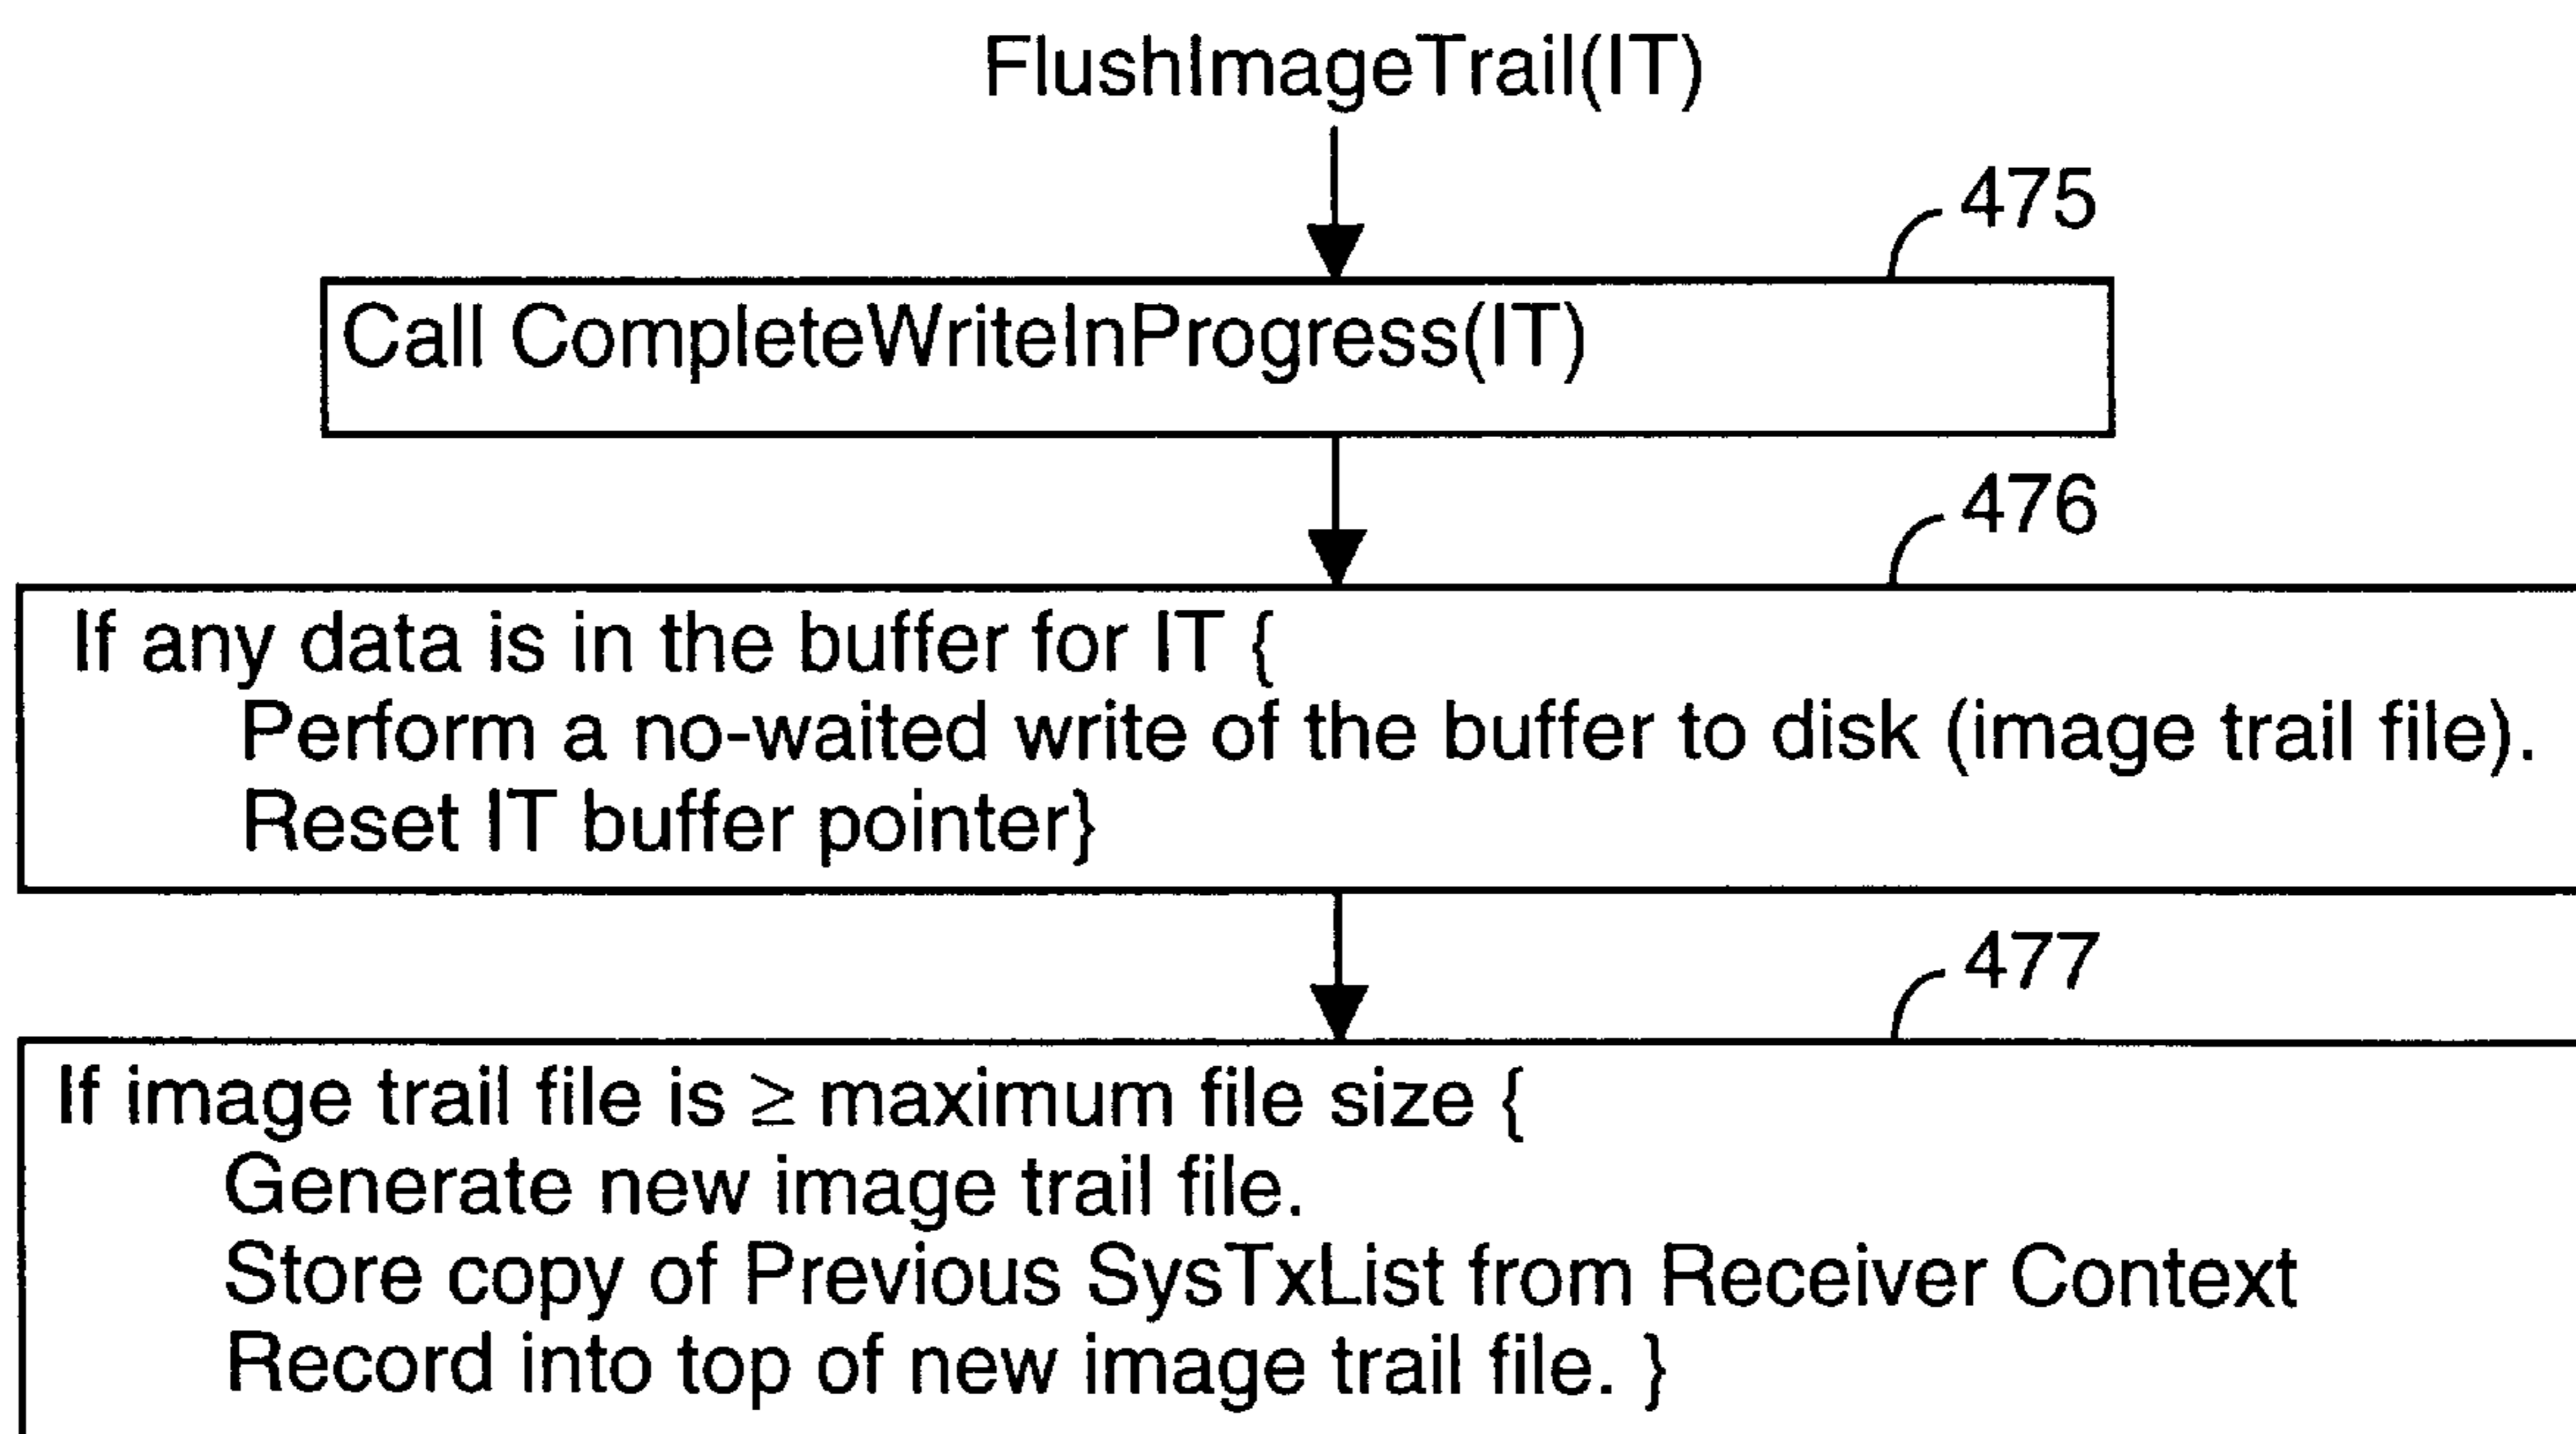 FlushImageTrail(IT)
475
Call CompleteWriteInProgress(IT)
476
If any data is in the buffer for IT {
Perform a no-waited write of the buffer to disk (image trail file).
Reset IT buffer pointer}
477
If image trail file is ≥ maximum file size {
Generate new image trail file.
Store copy of Previous SysTxList from Receiver Context
Record into top of new image trail file. }